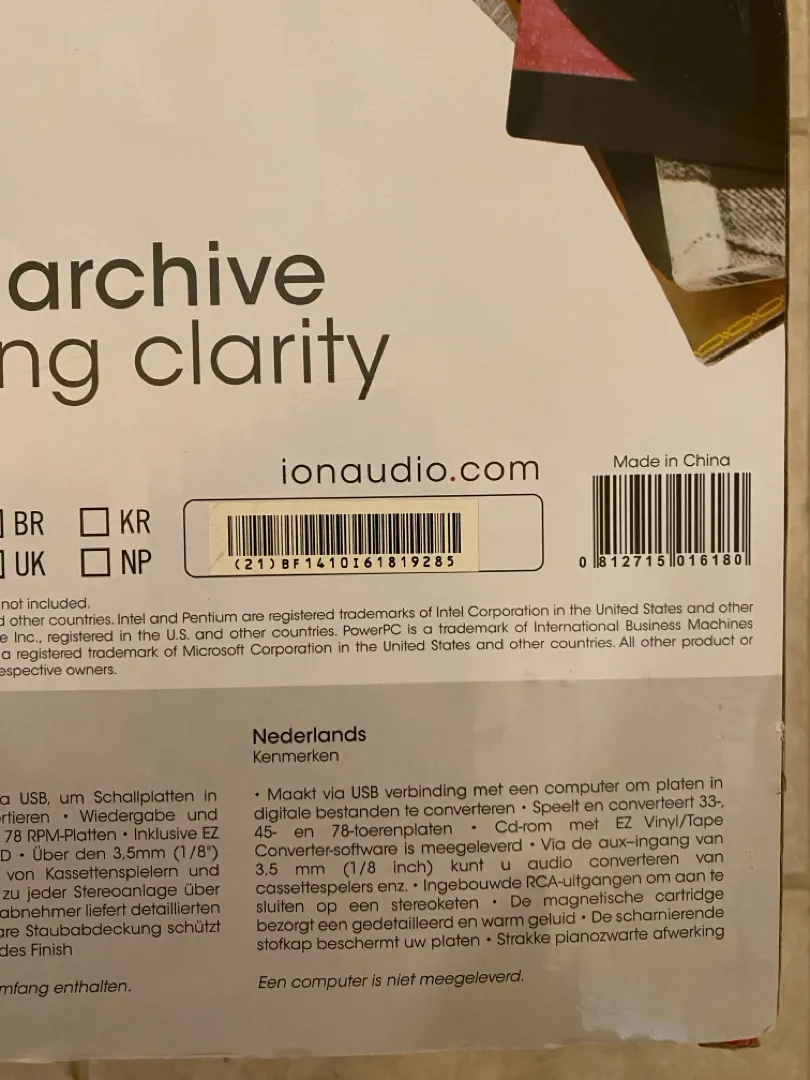 archive
ng clarity
ionaudio.com
Made in China
BR
KR
UK
NP
(21)BF1410I61819285
0 812715 016180
not included.
d other countries. Intel and Pentium are registered trademarks of Intel Corporation in the United States and other
e Inc., registered in the U.S. and other countries. PowerPC is a trademark of International Business Machines
a registered trademark of Microsoft Corporation in the United States and other countries. All other product or
espective owners.
a USB, um Schallplatten in
ertieren • Wiedergabe und
78 RPM-Platten • Inklusive EZ
D • Über den 3,5mm (1/8")
von Kassettenspielern und
zu jeder Stereoanlage über
abnehmer liefert detaillierten
are Staubabdeckung schützt
des Finish
mfang enthalten.
Nederlands
Kenmerken
• Maakt via USB verbinding met een computer om platen in
digitale bestanden te converteren • Speelt en converteert 33-,
45- en 78-toerenplaten • Cd-rom met EZ Vinyl/Tape
Converter-software is meegeleverd • Via de aux–ingang van
3,5 mm (1/8 inch) kunt u audio converteren van
cassettespelers enz. • Ingebouwde RCA-uitgangen om aan te
sluiten op een stereoketen • De magnetische cartridge
bezorgt een gedetailleerd en warm geluid • De scharnierende
stofkap beschermt uw platen • Strakke pianozwarte afwerking
Een computer is niet meegeleverd.